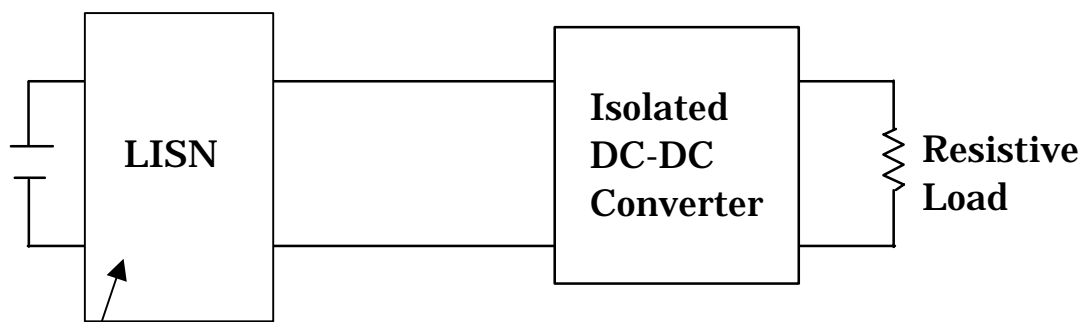 LISN
Isolated
DC-DC
Converter
Resistive
Load